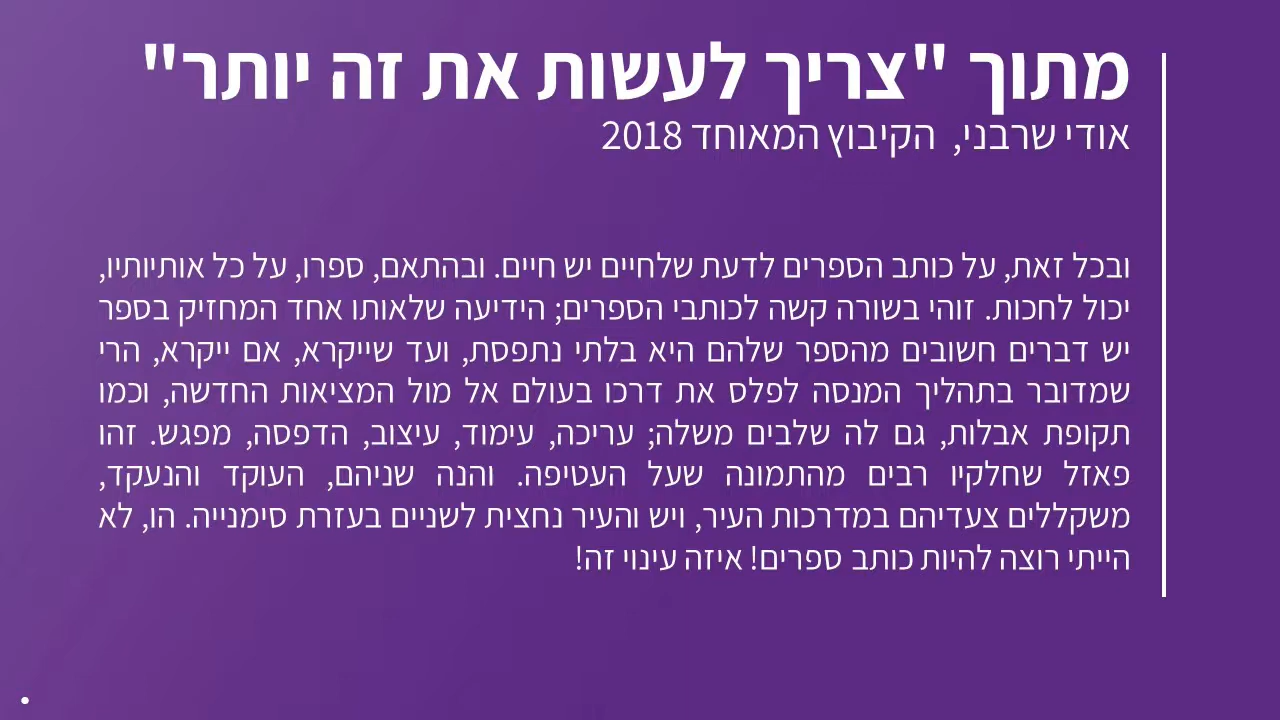 מתוך "צריך לעשות את זה יותר"
אודי שרבני, הקיבוץ המאוחד 2018
ובכל זאת, על כותב הספרים לדעת שלחיים יש חיים. ובהתאם, ספרו, על כל אותיותיו,
יכול לחכות. זוהי בשורה קשה לכותבי הספרים; הידיעה שלאותו אחד המחזיק בספר
יש דברים חשובים מהספר שלהם היא בלתי נתפסת, ועד שייקרא, אם ייקרא, הרי
שמדובר בתהליך המנסה לפלס את דרכו בעולם אל מול המציאות החדשה, וכמו
תקופת אבלות, גם לה שלבים משלה; עריכה, עימוד, עיצוב, הדפסה, מפגש. זהו
פאזל שחלקיו רבים מהתמונה שעל העטיפה. והנה שניהם, העוקד והנעקד,
משקללים צעדיהם במדרכות העיר, ויש והעיר נחצית לשניים בעזרת סימנייה. הו, לא
הייתי רוצה להיות כותב ספרים! איזה עינוי זה!